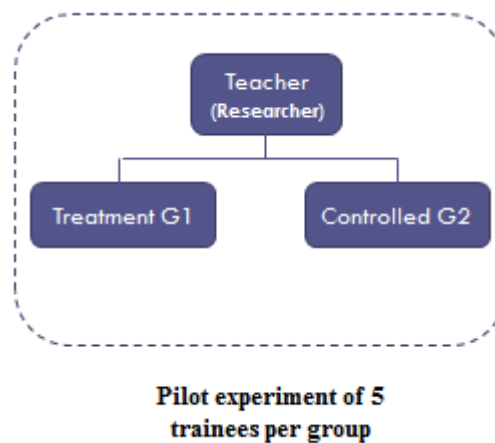 Teacher
(Researcher)
Treatment G1
Controlled G2
Pilot experiment of 5
trainees per group